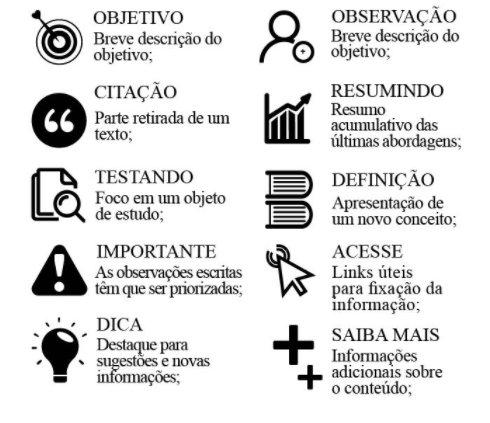 OBJETIVO
Breve descrição do
objetivo;
OBSERVAÇÃO
Breve descrição do
objetivo;
CITAÇÃO
Parte retirada de um
texto;
RESUMINDO
Resumo
acumulativo das
últimas abordagens;
TESTANDO
Foco em um objeto
de estudo;
DEFINIÇÃO
Apresentação de
um novo conceito;
IMPORTANTE
As observações escritas
têm que ser priorizadas;
ACESSE
Links úteis
para fixação da
informação;
DICA
Destaque para
sugestões e novas
informações;
SAIBA MAIS
Informações
adicionais sobre
o conteúdo;